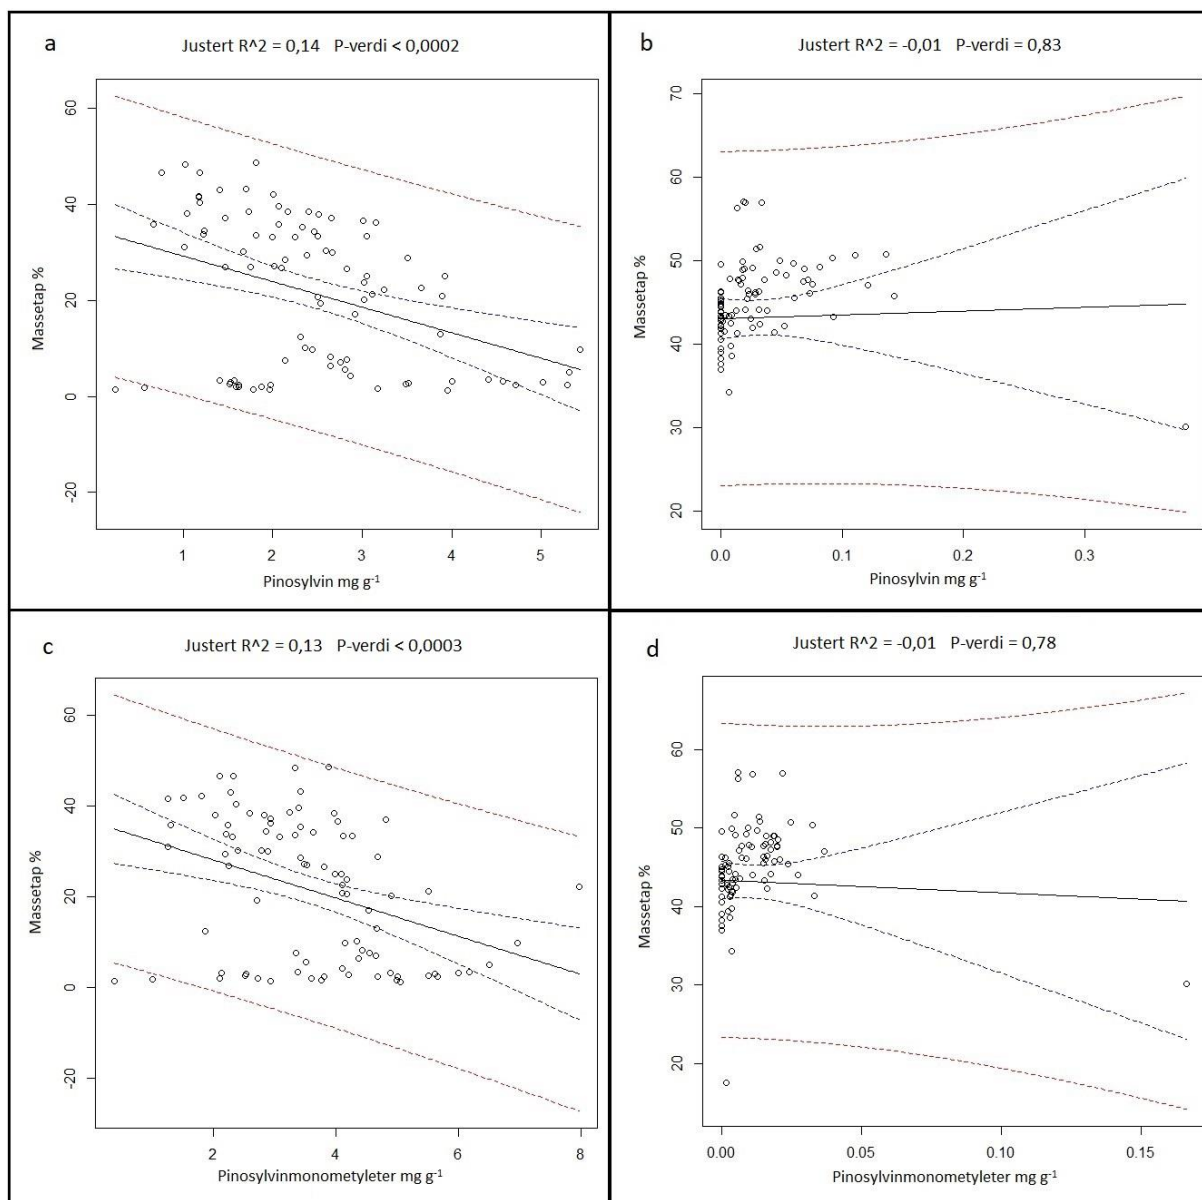 a
Justert R^2 = 0,14 P-verdi < 0,0002
Massetap %
60
40
20
0
-20
1 2 3 4 5
Pinosylvin mg g⁻¹
b
Justert R^2 = -0,01 P-verdi = 0,83
70
60
50
40
30
20
0.0 0.1 0.2 0.3
Massetap %
Pinosylvin mg g⁻¹
c
Justert R^2 = 0,13 P-verdi < 0,0003
Massetap %
60
40
20
0
-20
2 4 6 8
Pinosylvinmonometyleter mg g⁻¹
d
Justert R^2 = -0,01 P-verdi = 0,78
Massetap %
60
50
40
30
20
0.00 0.05 0.10 0.15
Pinosylvinmonometyleter mg g⁻¹